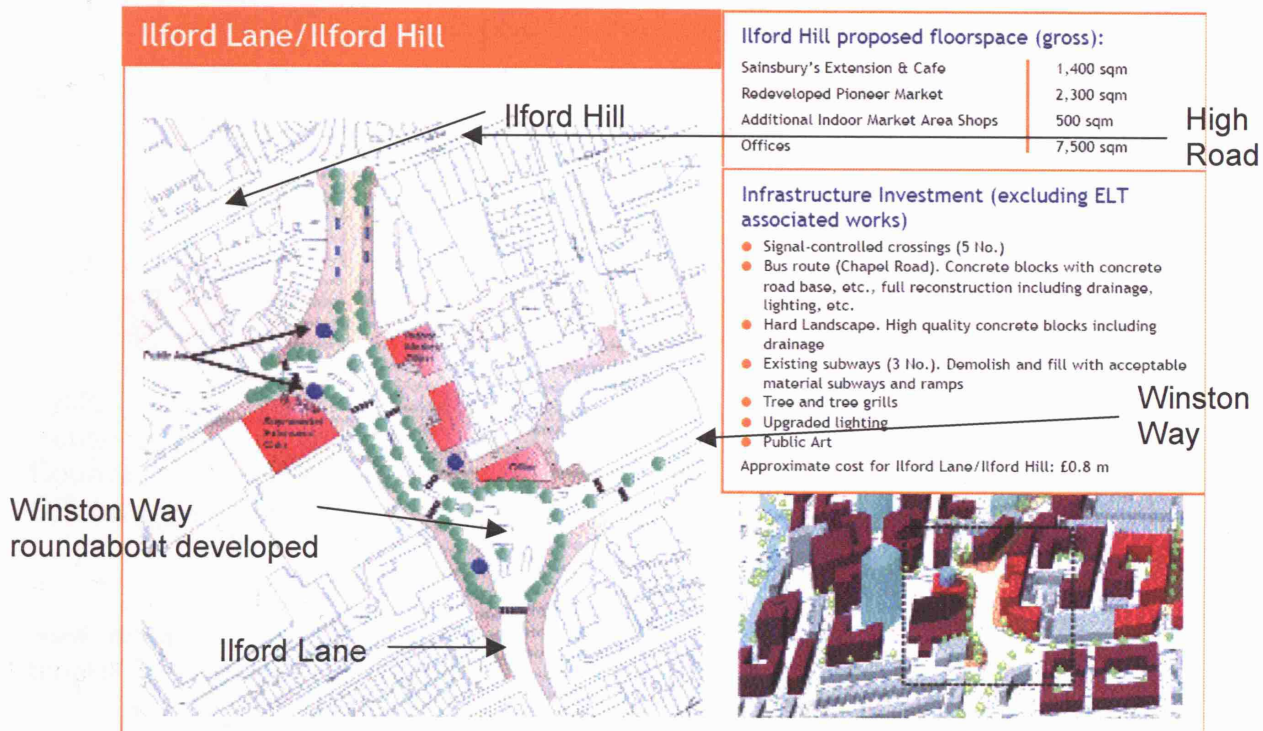 Ilford Lane/Ilford Hill
Ilford Hill proposed floorspace (gross):
Sainsbury's Extension & Cafe 1,400 sqm
Redeveloped Pioneer Market 2,300 sqm
Additional Indoor Market Area Shops 500 sqm
Offices 7,500 sqm
Ilford Hill
High
Road
Infrastructure Investment (excluding ELT
associated works)
Signal-controlled crossings (5 No.)
Bus route (Chapel Road). Concrete blocks with concrete
road base, etc., full reconstruction including drainage,
lighting, etc.
Hard Landscape. High quality concrete blocks including
drainage
Existing subways (3 No.). Demolish and fill with acceptable
material subways and ramps
Tree and tree grills
Upgraded lighting
Public Art
Approximate cost for Ilford Lane/Ilford Hill: £0.8 m
Winston
Way
Public Art
Winston Way
roundabout developed
Ilford Lane